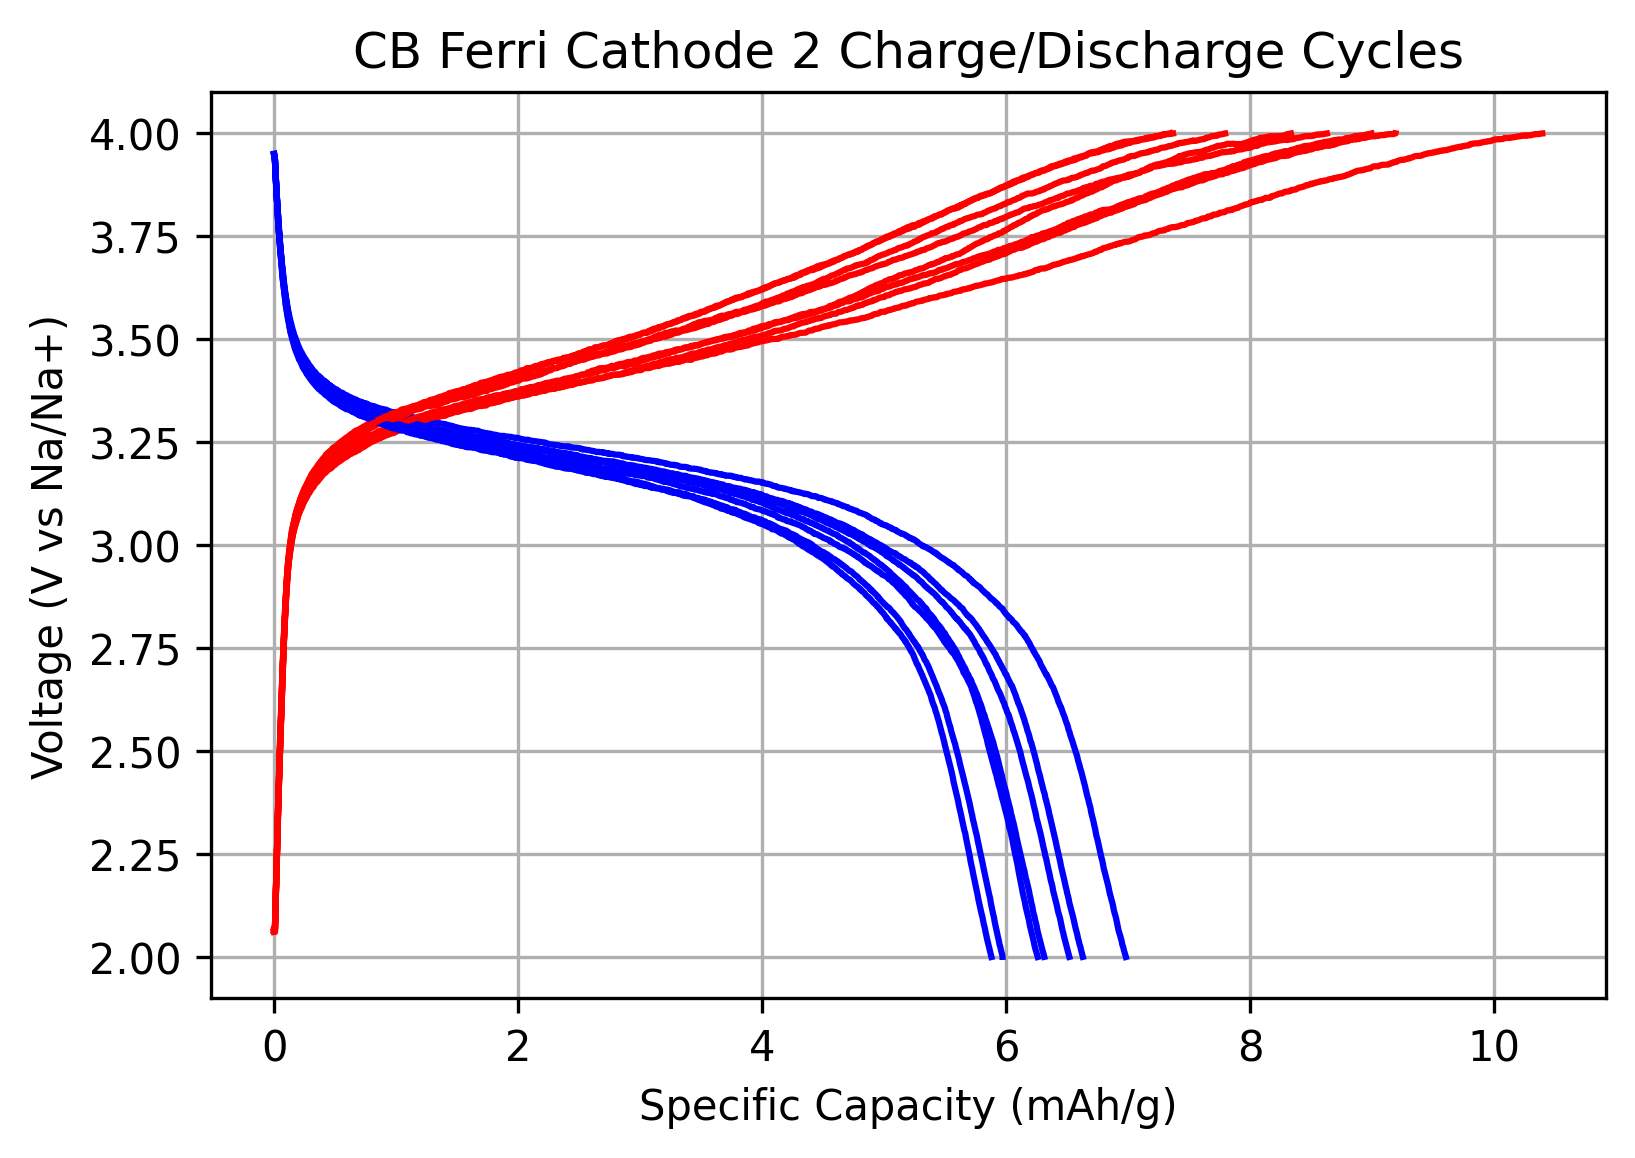 CB Ferri Cathode 2 Charge/Discharge Cycles
4.00
3.75
3.50
3.25
3.00
2.75
2.50
2.25
2.00
Voltage (V vs Na/Na+)
0 2 4 6 8 10
Specific Capacity (mAh/g)